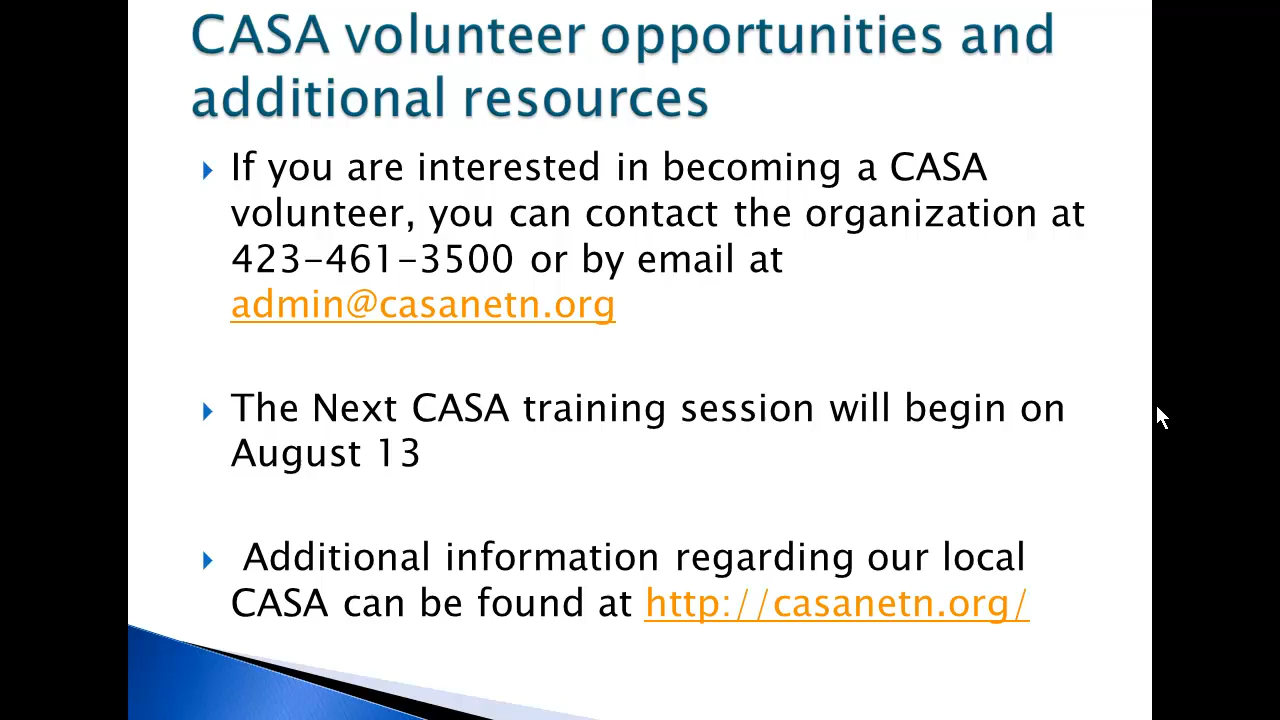 CASA volunteer opportunities and
additional resources
If you are interested in becoming a CASA
volunteer, you can contact the organization at
423-461-3500 or by email at
admin@casanetn.org
The Next CASA training session will begin on
August 13
Additional information regarding our local
CASA can be found at http://casanetn.org/